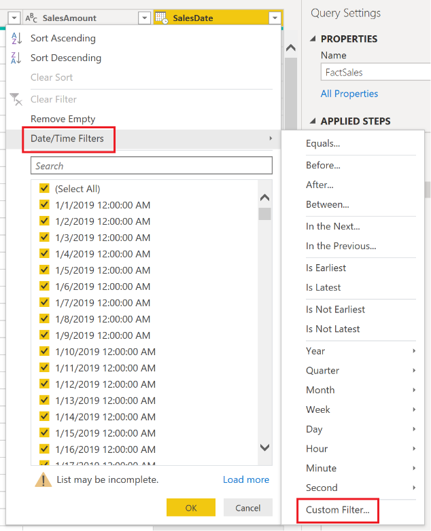 SalesAmount
SalesDate
Query Settings
Sort Ascending
Sort Descending
Clear Sort
Clear Filter
Remove Empty
Date/Time Filters
Search
(Select All)
1/1/2019 12:00:00 AM
1/2/2019 12:00:00 AM
1/3/2019 12:00:00 AM
1/4/2019 12:00:00 AM
1/5/2019 12:00:00 AM
1/6/2019 12:00:00 AM
1/7/2019 12:00:00 AM
1/8/2019 12:00:00 AM
1/9/2019 12:00:00 AM
1/10/2019 12:00:00 AM
1/11/2019 12:00:00 AM
1/12/2019 12:00:00 AM
1/13/2019 12:00:00 AM
1/14/2019 12:00:00 AM
1/15/2019 12:00:00 AM
1/16/2019 12:00:00 AM
1/17/2019 12:00:00 AM
List may be incomplete. Load more
OK Cancel
PROPERTIES
Name
FactSales
All Properties
APPLIED STEPS
Equals...
Before...
After...
Between...
In the Next...
In the Previous...
Is Earliest
Is Latest
Is Not Earliest
Is Not Latest
Year
Quarter
Month
Week
Day
Hour
Minute
Second
Custom Filter...